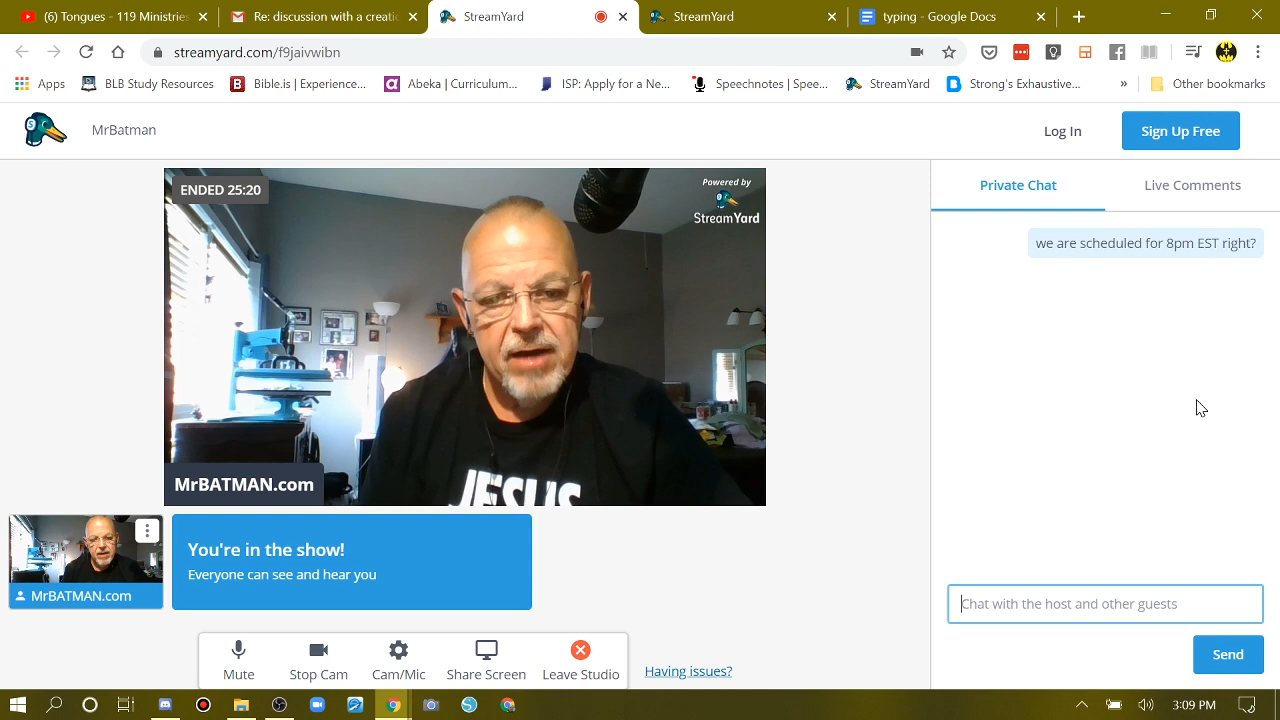 (6) Tongues - 119 Ministries
Re: discussion with a creati
StreamYard
StreamYard
typing - Google Docs
streamyard.com/f9jaivwibn
Apps
BLB Study Resources
Bible.is | Experience...
Abeka | Curriculum...
ISP: Apply for a Ne...
Speechnotes | Spee...
StreamYard
Strong's Exhaustive...
»
Other bookmarks
MrBatman
Log In
Sign Up Free
ENDED 25:20
Powered by
StreamYard
JESUS
MrBATMAN.com
Private Chat
Live Comments
we are scheduled for 8pm EST right?
You're in the show!
Everyone can see and hear you
MrBATMAN.com
Chat with the host and other guests
Send
Mute
Stop Cam
Cam/Mic
Share Screen
Leave Studio
Having issues?
3:09 PM